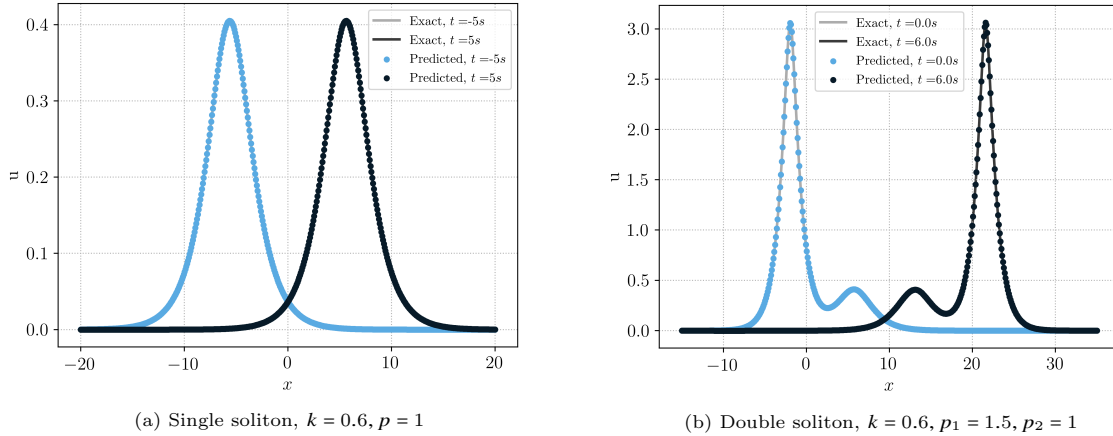 0.4
0.3
0.2
0.1
0.0
u
−20
−10
0
10
20
x
Exact, t =-5s
Exact, t =5s
Predicted, t =-5s
Predicted, t =5s
(a) Single soliton, k = 0.6, p = 1
3.0
2.5
2.0
1.5
1.0
0.5
0.0
u
−10
0
10
20
30
x
Exact, t =0.0s
Exact, t =6.0s
Predicted, t =0.0s
Predicted, t =6.0s
(b) Double soliton, k = 0.6, p₁ = 1.5, p₂ = 1